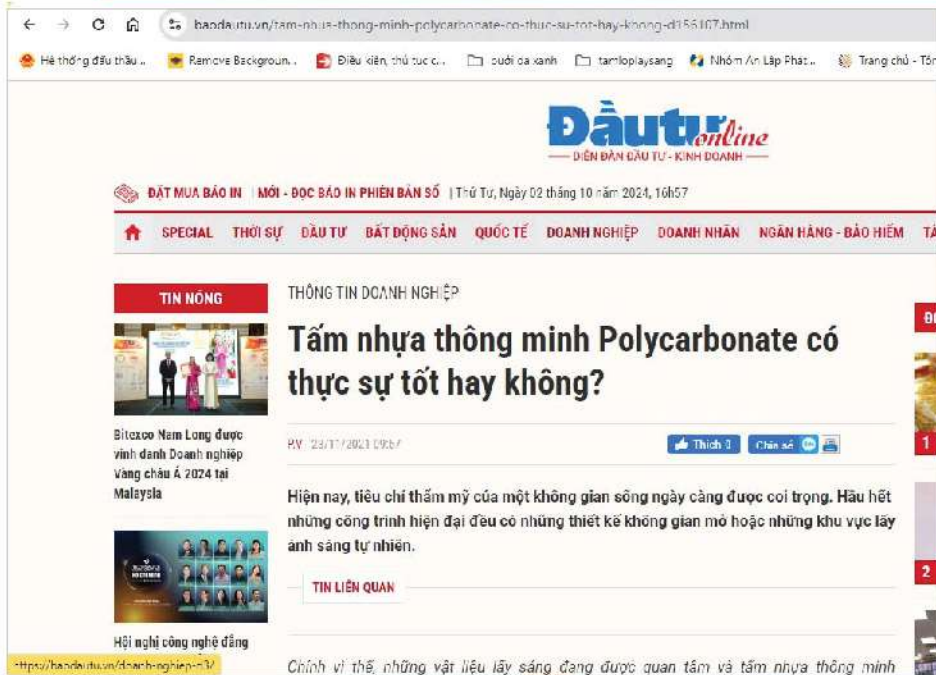 baodautu.vn/tam-nhua-thong-minh-polycarbonate-co-thuc-su-tot-hay-khong-d156107.html
Hệ thống đấu thầu ...
Remove Backgroun...
Điều kiện, thủ tục c...
bưởi da xanh
tamloplaysang
Nhôm An Lập Phát...
Trang chủ - Tôn
Đầutư online
DIỄN ĐÀN ĐẦU TƯ - KINH DOANH
ĐẶT MUA BÁO IN | MỚI - ĐỌC BÁO IN PHIÊN BẢN SỐ | Thứ Tư, Ngày 02 tháng 10 năm 2024, 16h57
SPECIAL THỜI SỰ ĐẦU TƯ BẤT ĐỘNG SẢN QUỐC TẾ DOANH NGHIỆP DOANH NHÂN NGÂN HÀNG - BẢO HIỂM
TIN NÓNG
Bitexco Nam Long được
vinh danh Doanh nghiệp
Vàng châu Á 2024 tại
Malaysia
Hội nghị công nghệ đẳng
THÔNG TIN DOANH NGHIỆP
Tấm nhựa thông minh Polycarbonate có
thực sự tốt hay không?
P.V
Thích 0
Chia sẻ
Hiện nay, tiêu chí thẩm mỹ của một không gian sống ngày càng được coi trọng. Hầu hết
những công trình hiện đại đều có những thiết kế không gian mở hoặc những khu vực lấy
ánh sáng tự nhiên.
TIN LIÊN QUAN
Chính vì thế, những vật liệu lấy sáng đang được quan tâm và tấm nhựa thông minh
1
2
https://baodautu.vn/doanh-nghiep-d3/